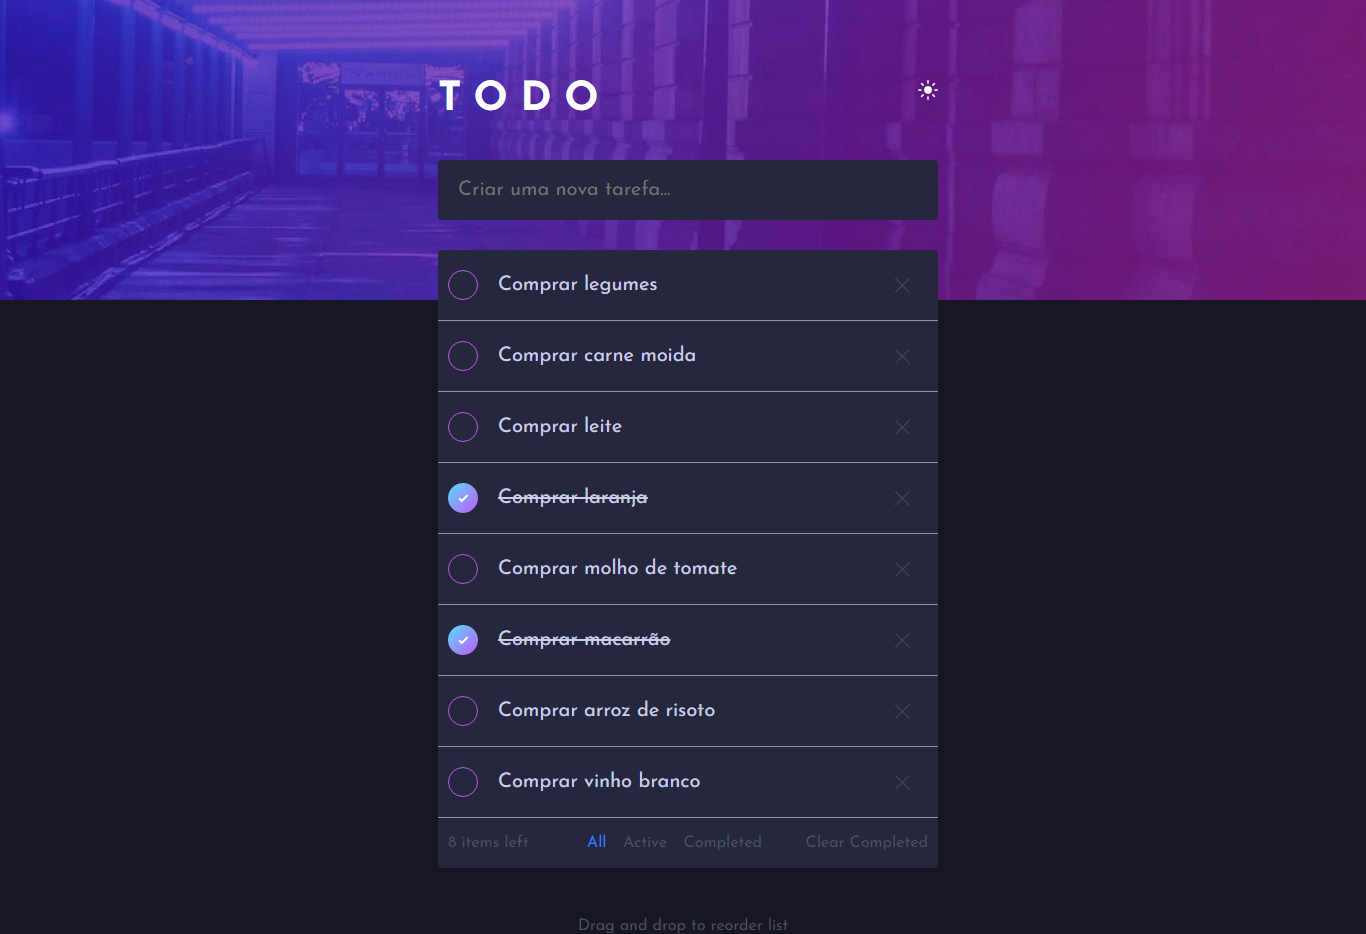 TODO
Criar uma nova tarefa...
Comprar legumes
Comprar carne moida
Comprar leite
Comprar laranja
Comprar molho de tomate
Comprar macarrão
Comprar arroz de risoto
Comprar vinho branco
8 items left All Active Completed Clear Completed
Drag and drop to reorder list